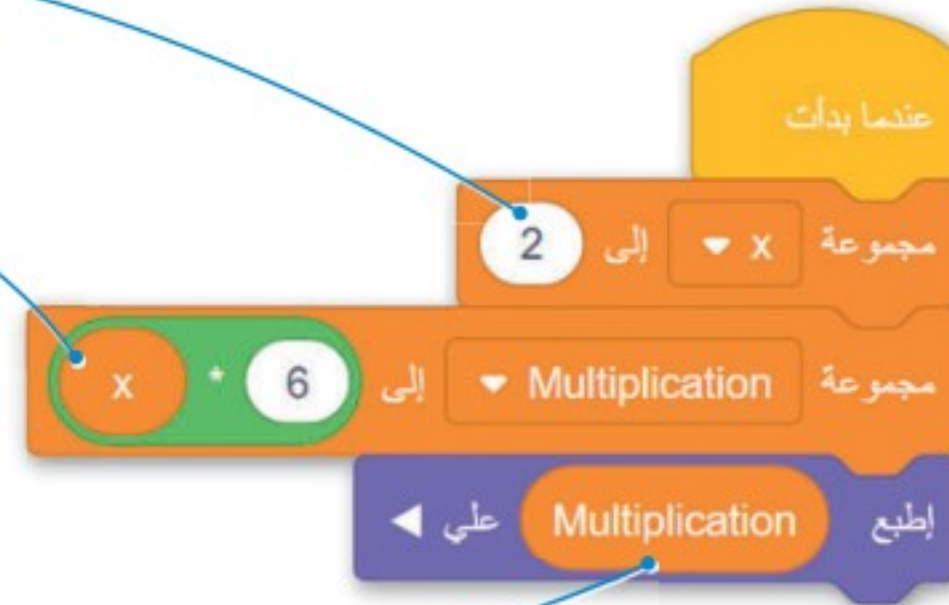 عندما بدأت
مجموعة x إلى 2
مجموعة Multiplication إلى 6 * x
إطبع Multiplication علي